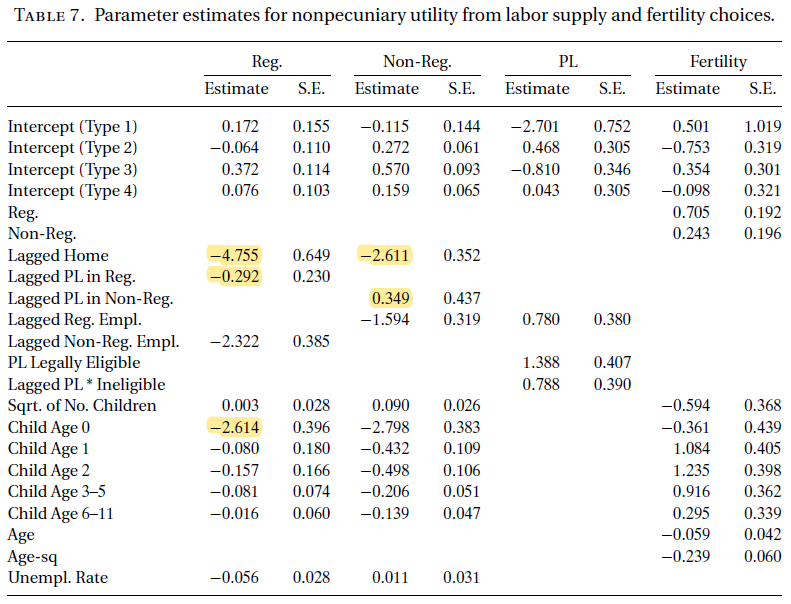 TABLE 7. Parameter estimates for nonpecuniary utility from labor supply and fertility choices.
Reg. Non-Reg. PL Fertility
Estimate S.E. Estimate S.E. Estimate S.E. Estimate S.E.
Intercept (Type 1) 0.172 0.155 −0.115 0.144 −2.701 0.752 0.501 1.019
Intercept (Type 2) −0.064 0.110 0.272 0.061 0.468 0.305 −0.753 0.319
Intercept (Type 3) 0.372 0.114 0.570 0.093 −0.810 0.346 0.354 0.301
Intercept (Type 4) 0.076 0.103 0.159 0.065 0.043 0.305 −0.098 0.321
Reg. 0.705 0.192
Non-Reg. 0.243 0.196
Lagged Home −4.755 0.649 −2.611 0.352
Lagged PL in Reg. −0.292 0.230
Lagged PL in Non-Reg. 0.349 0.437
Lagged Reg. Empl. −1.594 0.319 0.780 0.380
Lagged Non-Reg. Empl. −2.322 0.385
PL Legally Eligible 1.388 0.407
Lagged PL * Ineligible 0.788 0.390
Sqrt. of No. Children 0.003 0.028 0.090 0.026 −0.594 0.368
Child Age 0 −2.614 0.396 −2.798 0.383 −0.361 0.439
Child Age 1 −0.080 0.180 −0.432 0.109 1.084 0.405
Child Age 2 −0.157 0.166 −0.498 0.106 1.235 0.398
Child Age 3–5 −0.081 0.074 −0.206 0.051 0.916 0.362
Child Age 6–11 −0.016 0.060 −0.139 0.047 0.295 0.339
Age −0.059 0.042
Age-sq −0.239 0.060
Unempl. Rate −0.056 0.028 0.011 0.031